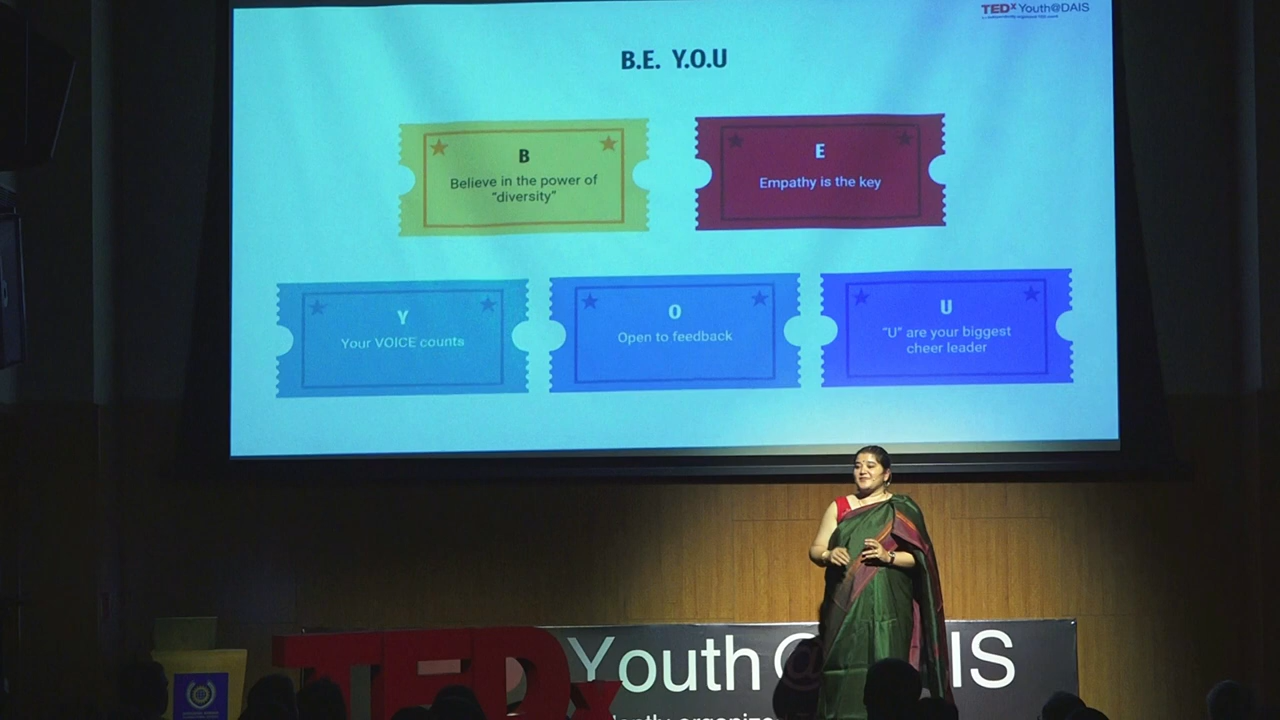 TEDx Youth@DAIS
B.E. Y.O.U
B
Believe in the power of
"diversity"
E
Empathy is the key
Y
Your VOICE counts
O
Open to feedback
U
"U" are your biggest
cheer leader
TEDx Youth@DAIS